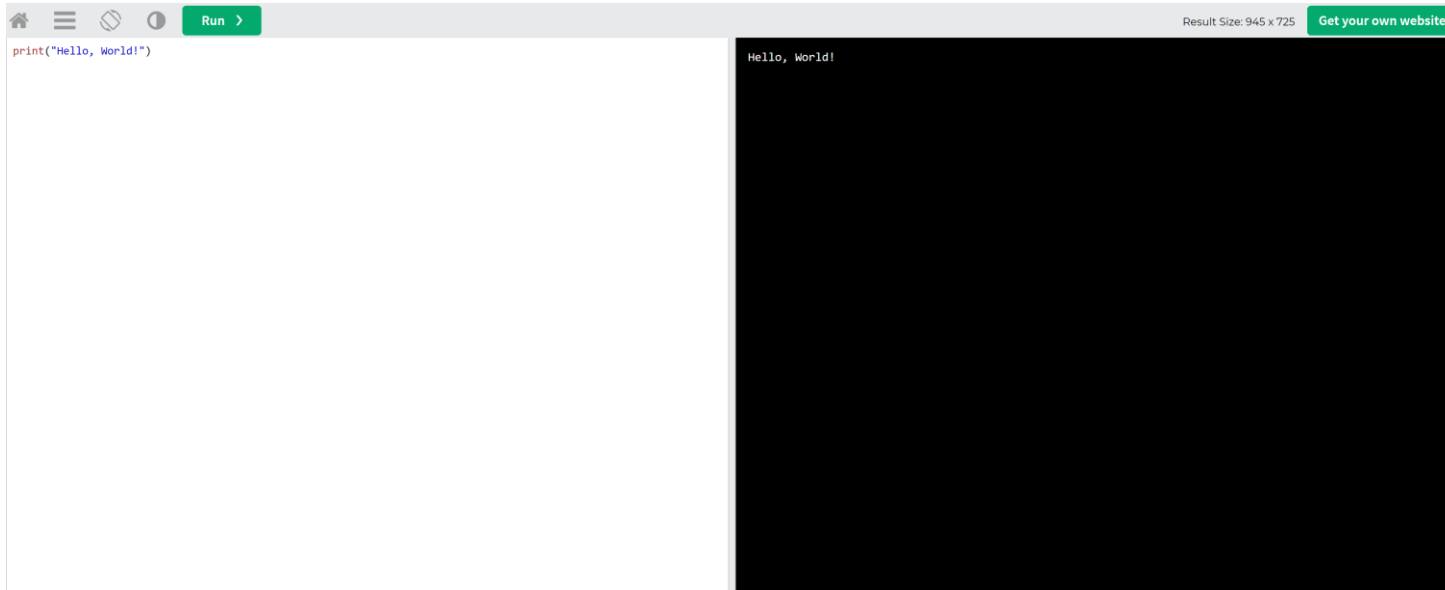 Run ❯
Result Size: 945 x 725
Get your own website
print("Hello, World!")
Hello, World!